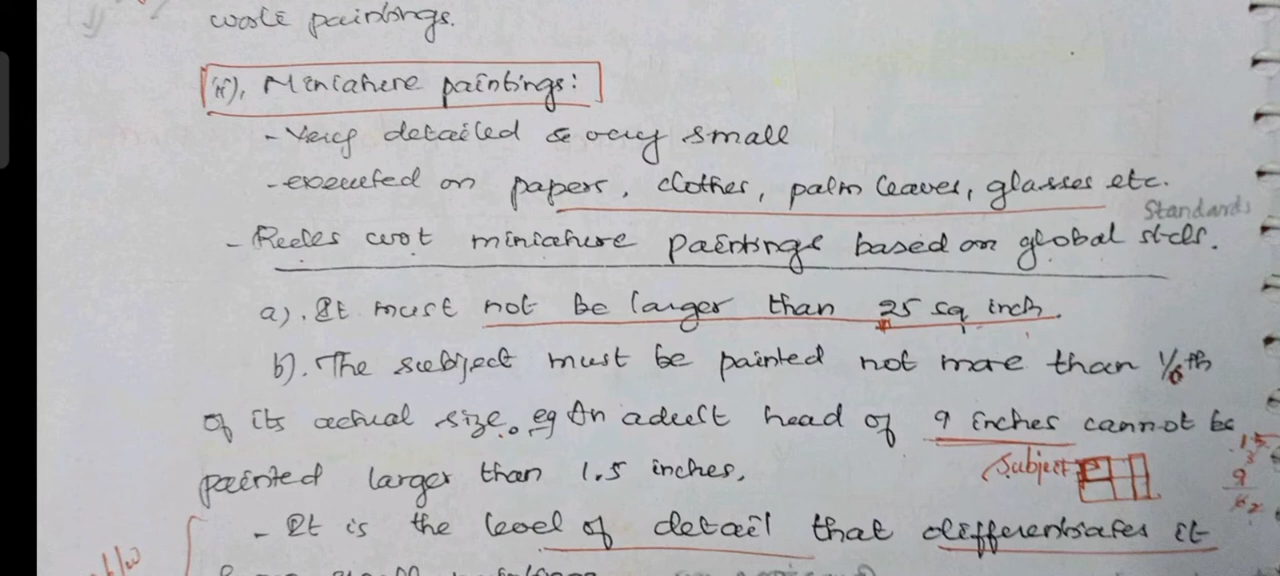 paintings.
(ii), Miniature paintings:
- Very detailed & very small
- executed on papers, clothes, palm leaves, glasses etc.
Standards
- Rules wrt miniature paintings based on global stds.
a). It must not be larger than 25 sq inch.
b). The subject must be painted not more than 1/6th
of its actual size. eg An adult head of 9 inches cannot be
painted larger than 1.5 inches.
(Subject
1.5
9
- It is the level of detail that differentiates it